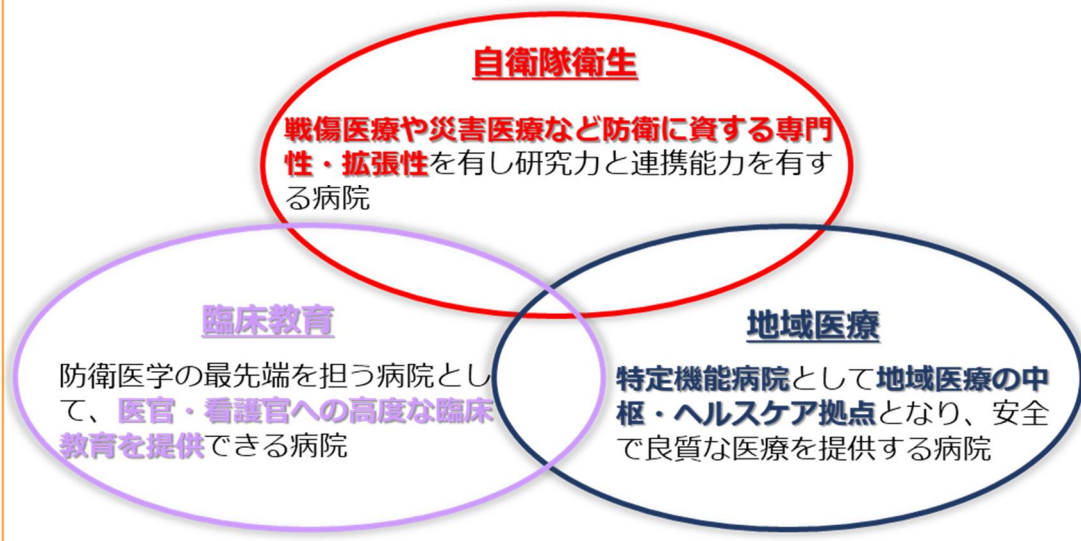 自衛隊衛生
戦傷医療や災害医療など防衛に資する専門
性・拡張性を有し研究力と連携能力を有す
る病院
臨床教育
防衛医学の最先端を担う病院とし
て、医官・看護官への高度な臨床
教育を提供できる病院
地域医療
特定機能病院として地域医療の中
枢・ヘルスケア拠点となり、安全
で良質な医療を提供する病院